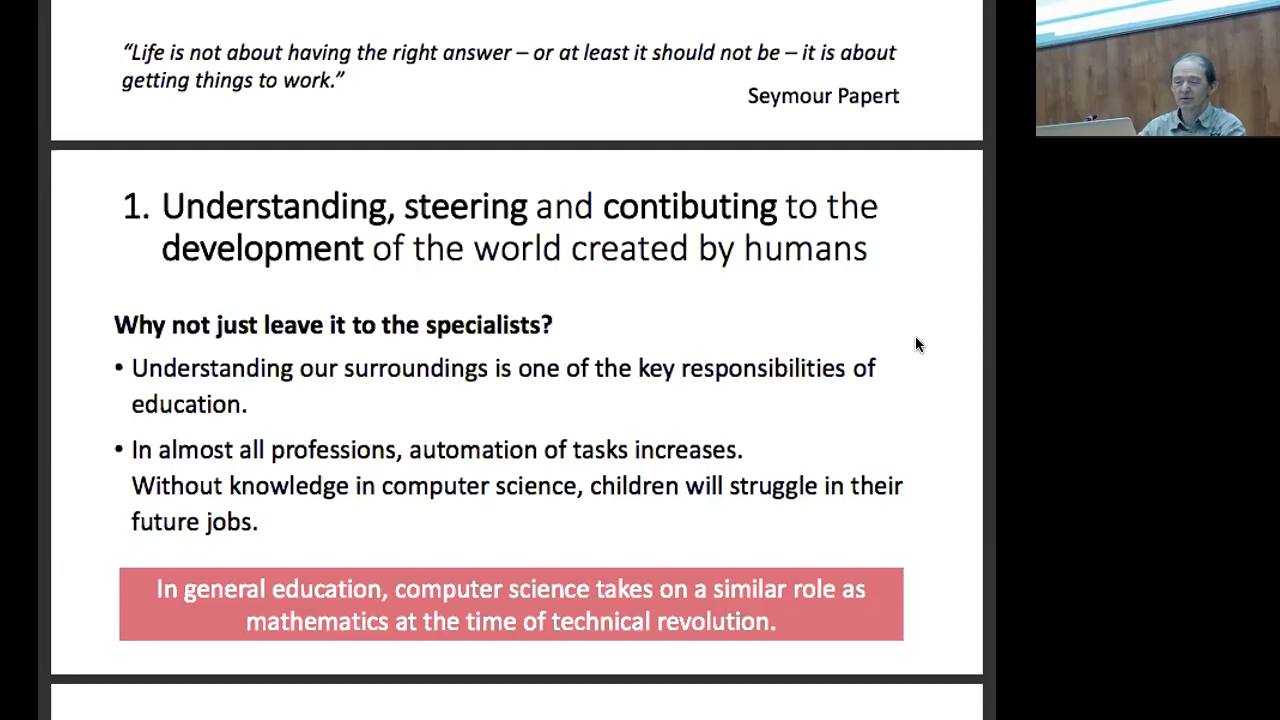 “Life is not about having the right answer – or at least it should not be – it is about
getting things to work.”
Seymour Papert
1. Understanding, steering and contibuting to the
development of the world created by humans
Why not just leave it to the specialists?
• Understanding our surroundings is one of the key responsibilities of
education.
• In almost all professions, automation of tasks increases.
Without knowledge in computer science, children will struggle in their
future jobs.
In general education, computer science takes on a similar role as
mathematics at the time of technical revolution.